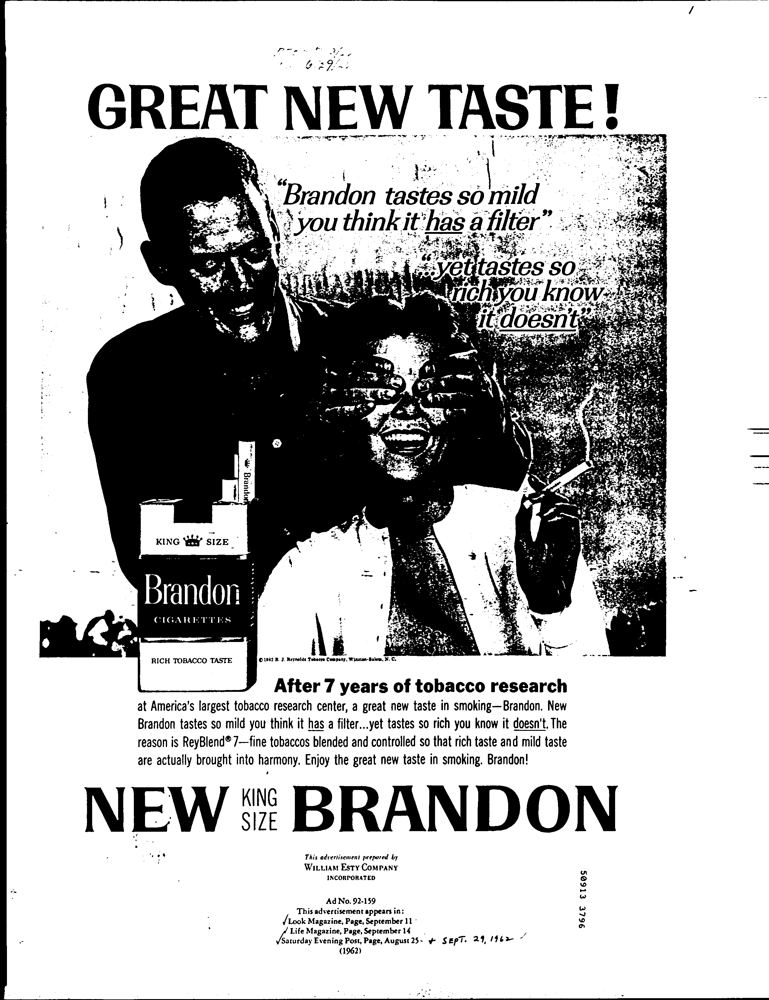 GREAT NEW TASTE!
"Brandon tastes so mild
you think it has a filter"
"...yet tastes so
rich you know
it doesn't"
Brandon
KING SIZE
Brandon
CIGARETTES
RICH TOBACCO TASTE
© 1962 R. J. Reynolds Tobacco Company, Winston-Salem, N. C.
After 7 years of tobacco research
at America's largest tobacco research center, a great new taste in smoking—Brandon. New
Brandon tastes so mild you think it has a filter...yet tastes so rich you know it doesn't. The
reason is ReyBlend® 7—fine tobaccos blended and controlled so that rich taste and mild taste
are actually brought into harmony. Enjoy the great new taste in smoking. Brandon!
NEW KING SIZE BRANDON
This advertisement prepared by
WILLIAM ESTY COMPANY
INCORPORATED
Ad No. 92-159
This advertisement appears in:
✓Look Magazine, Page, September 11
✓Life Magazine, Page, September 14
✓Saturday Evening Post, Page, August 25- + SEPT. 29, 1962 ✓
(1962)
50913 3796